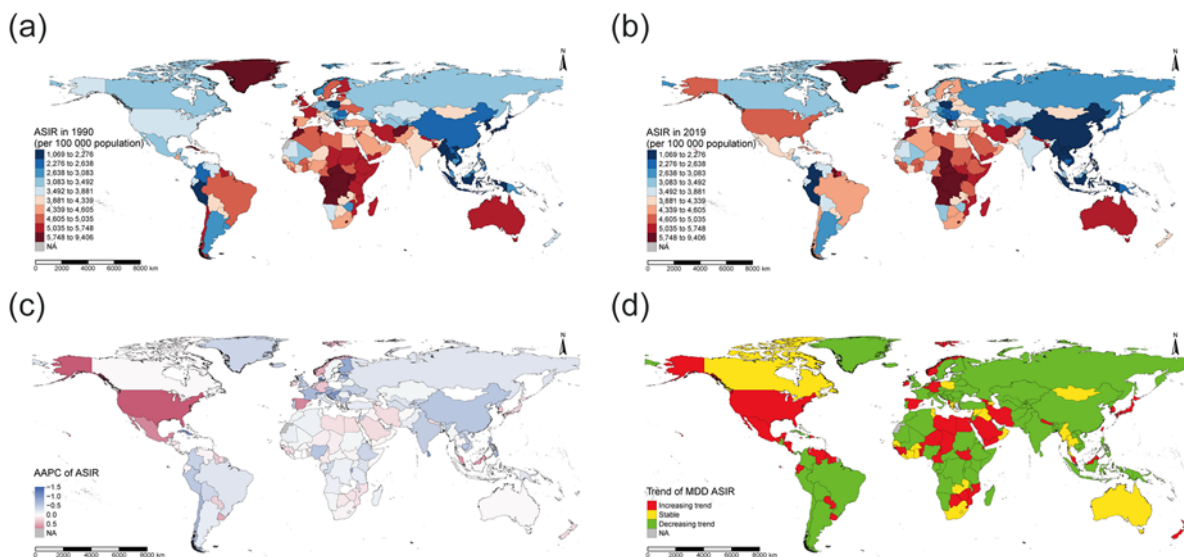 (a)
N
ASIR in 1990
(per 100 000 population)
1,069 to 2,276
2,276 to 2,638
2,638 to 3,083
3,083 to 3,492
3,492 to 3,881
3,881 to 4,339
4,339 to 4,605
4,605 to 5,035
5,035 to 5,748
5,748 to 9,406
NA
0 2000 4000 6000 8000 km
(b)
N
ASIR in 2019
(per 100 000 population)
1,069 to 2,276
2,276 to 2,638
2,638 to 3,083
3,083 to 3,492
3,492 to 3,881
3,881 to 4,339
4,339 to 4,605
4,605 to 5,035
5,035 to 5,748
5,748 to 9,406
NA
0 2000 4000 6000 8000 km
(c)
N
AAPC of ASIR
−1.5
−1.0
−0.5
0.0
0.5
NA
0 2000 4000 6000 8000 km
(d)
N
Trend of MDD ASIR
Increasing trend
Stable
Decreasing trend
NA
0 2000 4000 6000 8000 km